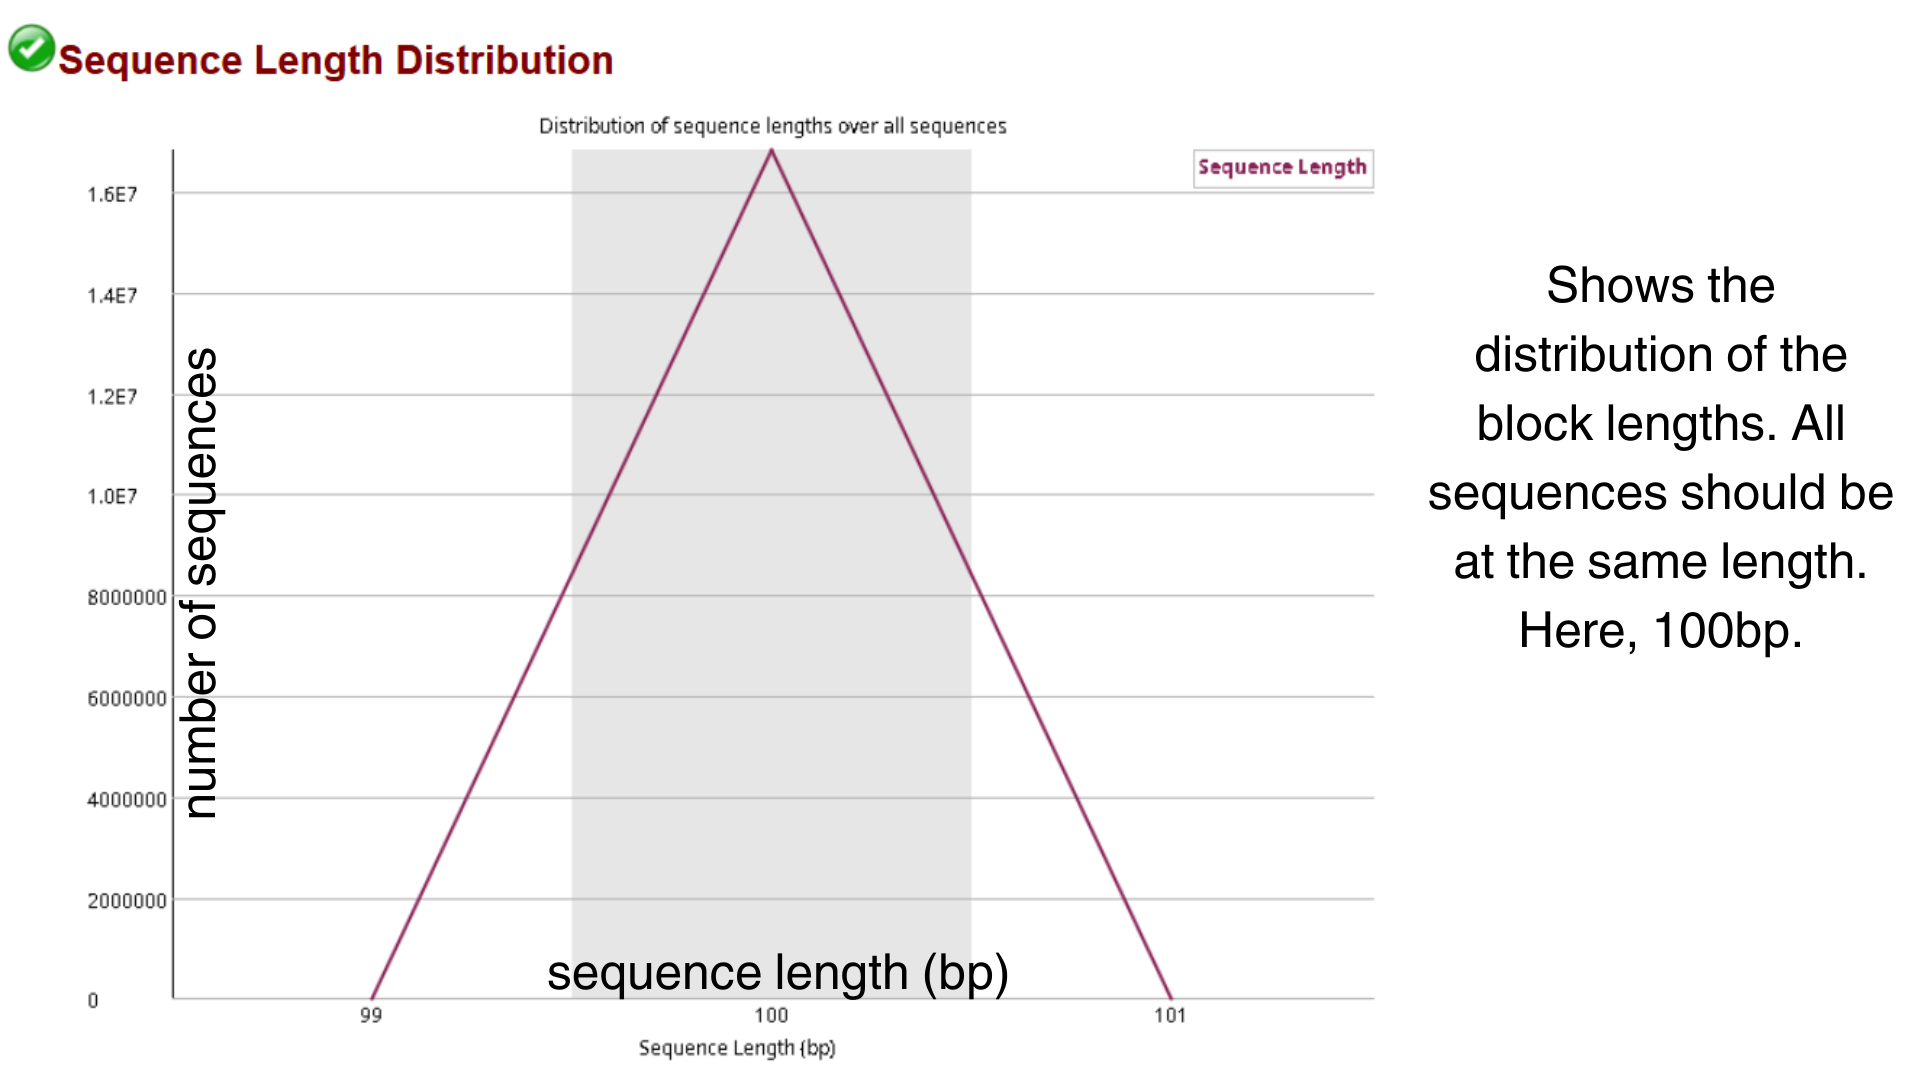 Sequence Length Distribution
Distribution of sequence lengths over all sequences
Sequence Length
1.6E7
1.4E7
1.2E7
1.0E7
8000000
6000000
4000000
2000000
0
number of sequences
sequence length (bp)
99
100
101
Sequence Length (bp)
Shows the
distribution of the
block lengths. All
sequences should be
at the same length.
Here, 100bp.